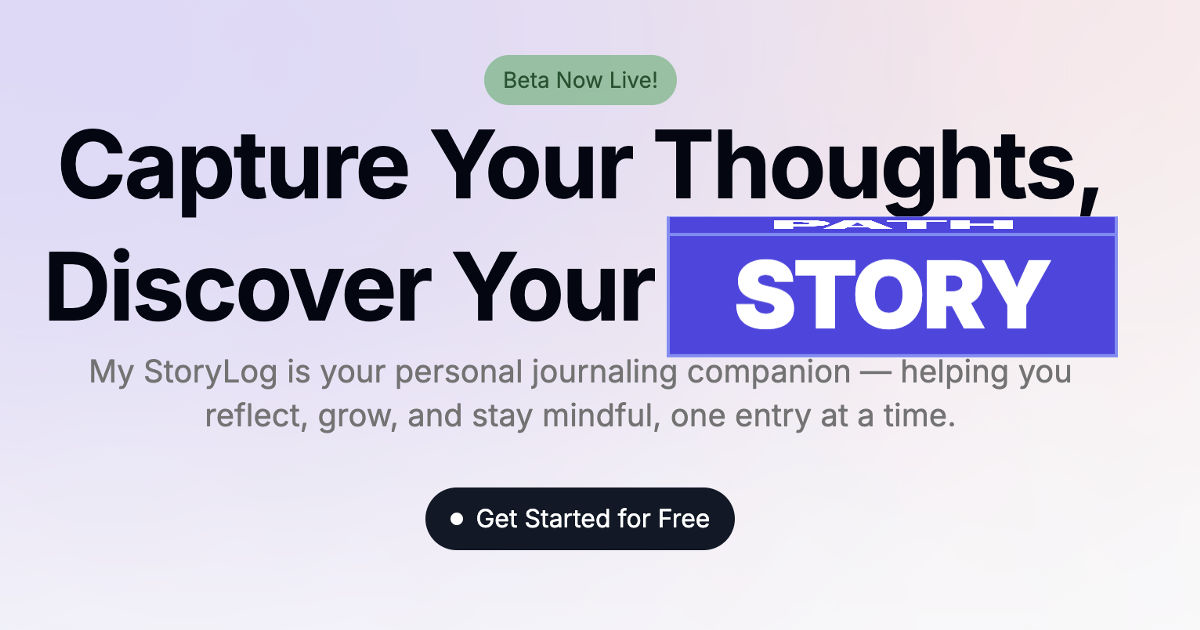 Beta Now Live!
Capture Your Thoughts,
PATH
Discover Your STORY
My StoryLog is your personal journaling companion — helping you
reflect, grow, and stay mindful, one entry at a time.
Get Started for Free